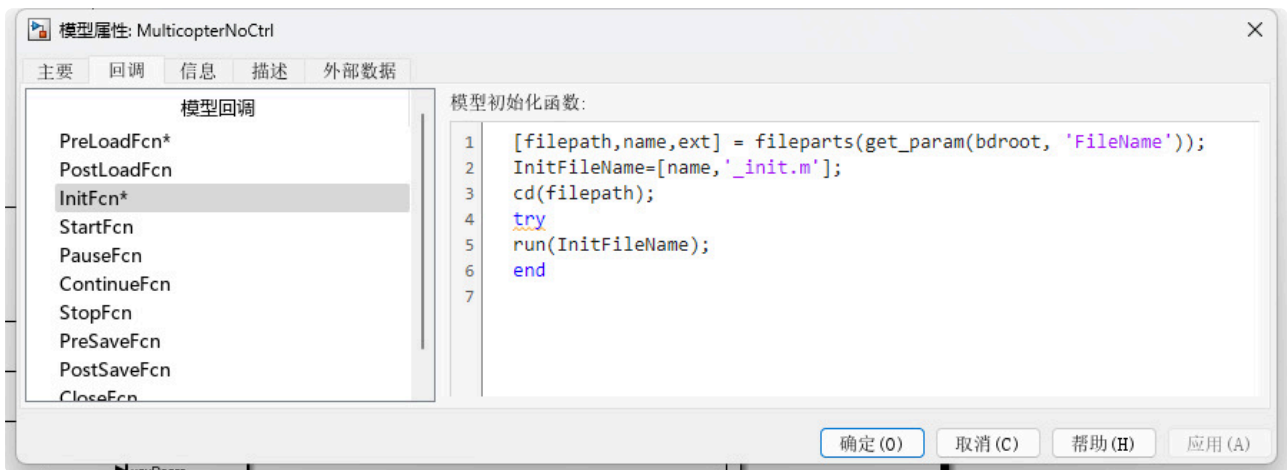 模型属性: MulticopterNoCtrl
主要 回调 信息 描述 外部数据
模型回调
PreLoadFcn*
PostLoadFcn
InitFcn*
StartFcn
PauseFcn
ContinueFcn
StopFcn
PreSaveFcn
PostSaveFcn
CloseFcn
模型初始化函数:
1 [filepath,name,ext] = fileparts(get_param(bdroot, 'FileName'));
2 InitFileName=[name,'_init.m'];
3 cd(filepath);
4 try
5 run(InitFileName);
6 end
7
确定(O) 取消(C) 帮助(H) 应用(A)